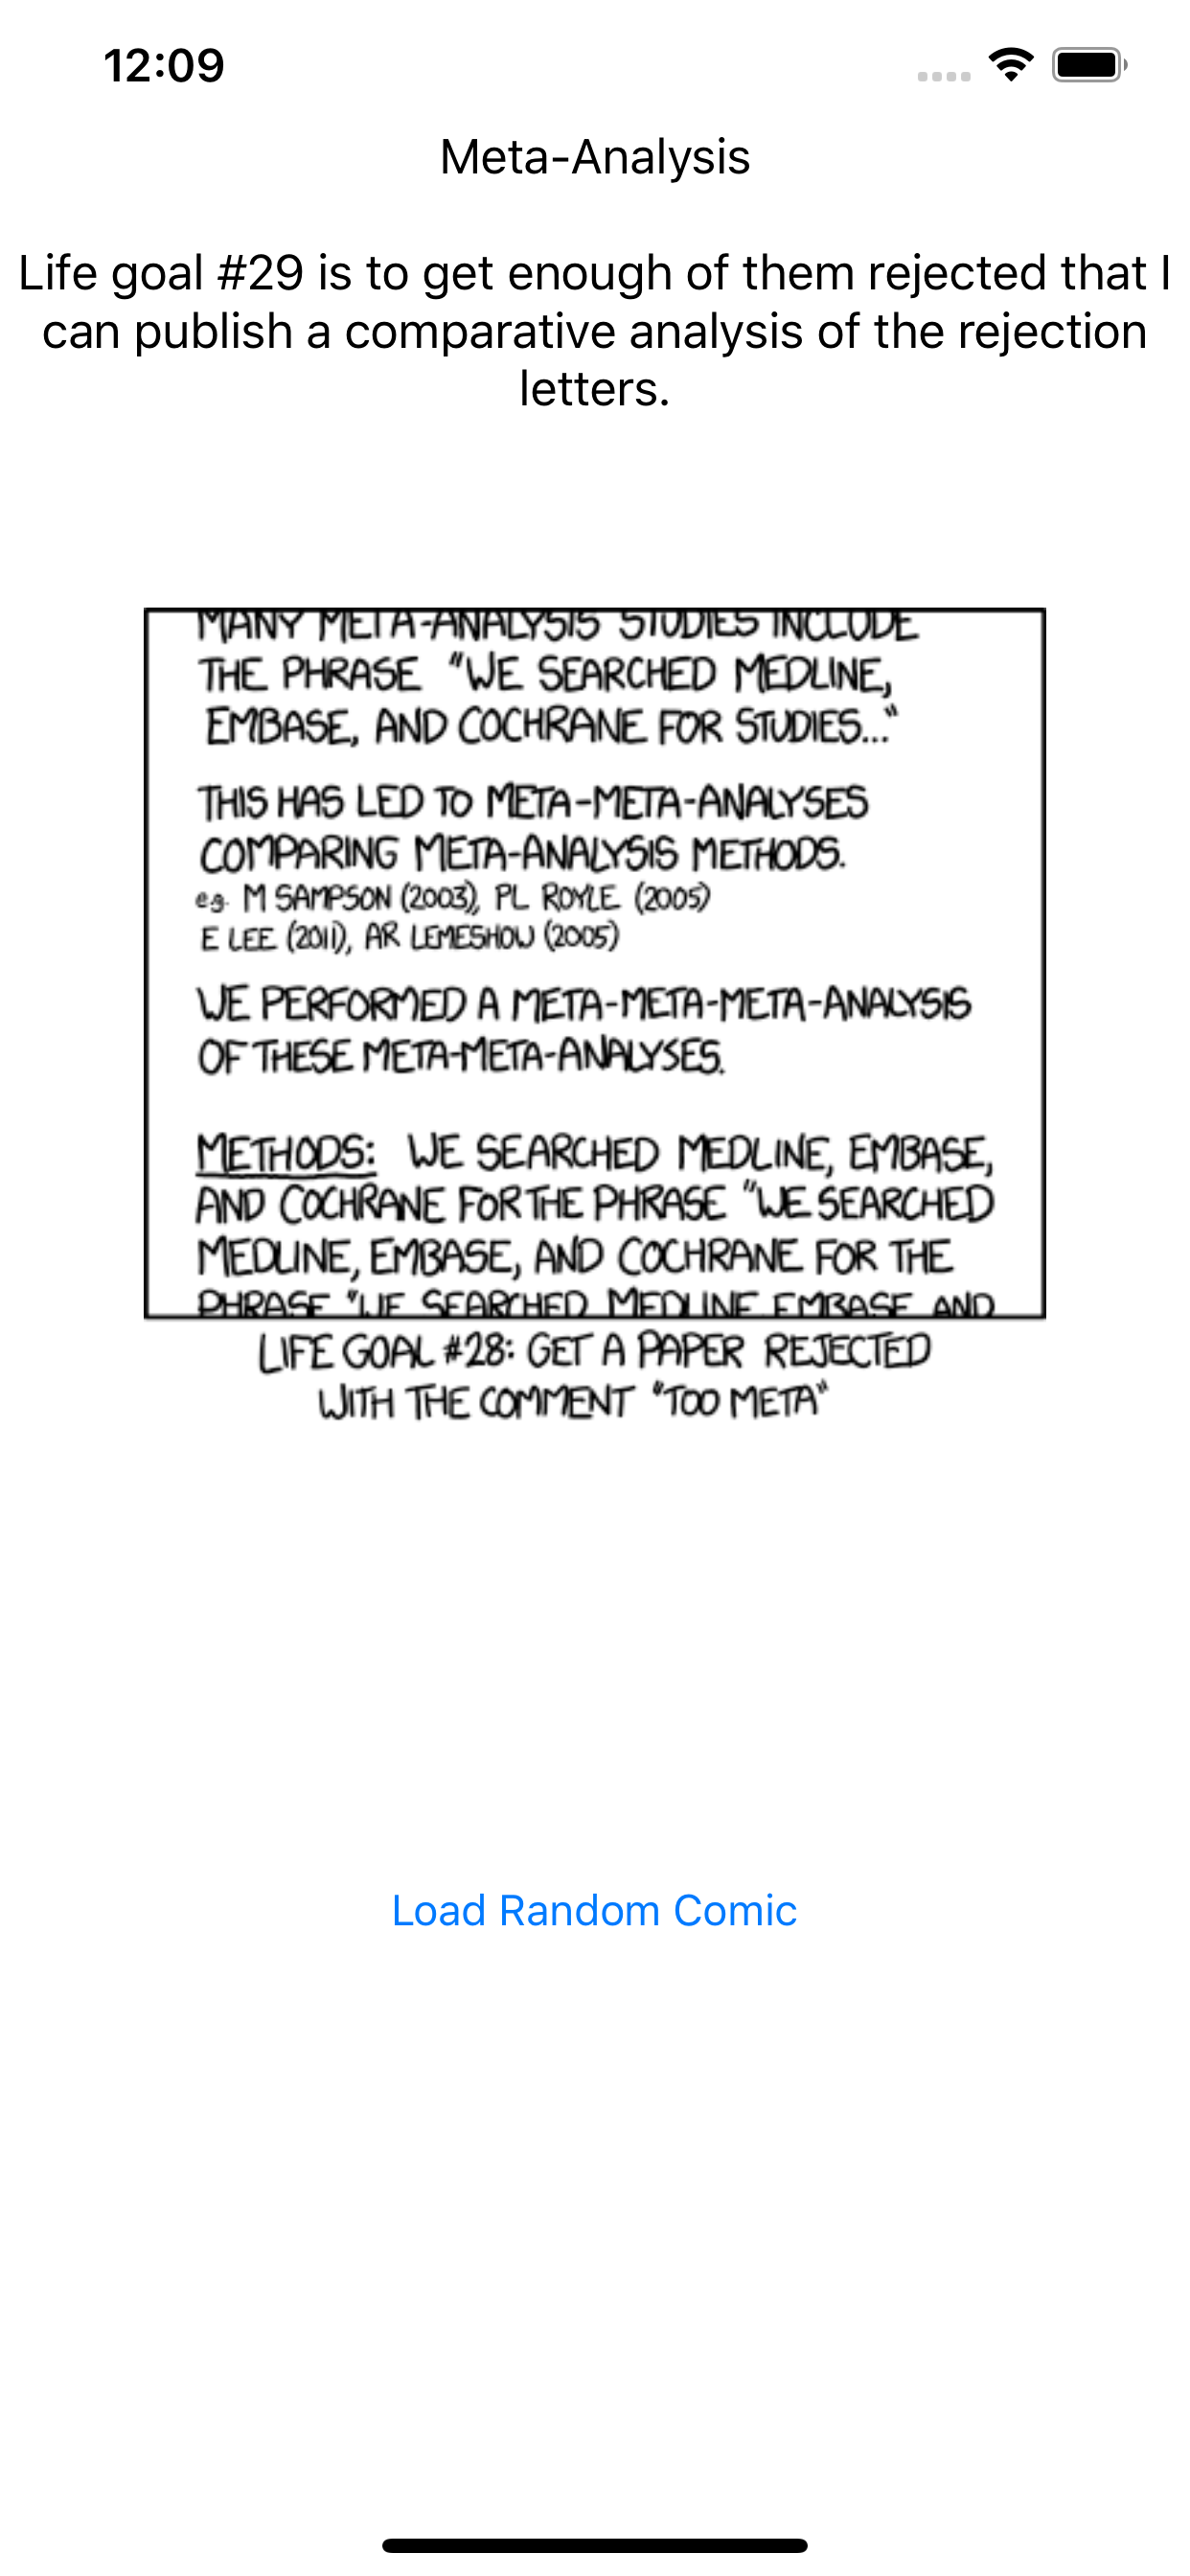 12:09
Meta-Analysis
Life goal #29 is to get enough of them rejected that I
can publish a comparative analysis of the rejection
letters.
MANY META-ANALYSIS STUDIES INCLUDE
THE PHRASE "WE SEARCHED MEDLINE,
EMBASE, AND COCHRANE FOR STUDIES..."
THIS HAS LED TO META-META-ANALYSES
COMPARING META-ANALYSIS METHODS.
eg. M SAMPSON (2003), PL ROYLE (2005)
E LEE (2011), AR LEMESHOW (2005)
WE PERFORMED A META-META-META-ANALYSIS
OF THESE META-META-ANALYSES.
METHODS: WE SEARCHED MEDLINE, EMBASE,
AND COCHRANE FOR THE PHRASE "WE SEARCHED
MEDLINE, EMBASE, AND COCHRANE FOR THE
PHRASE "WE SEARCHED MEDLINE, EMBASE, AND
LIFE GOAL #28: GET A PAPER REJECTED
WITH THE COMMENT "TOO META"
Load Random Comic